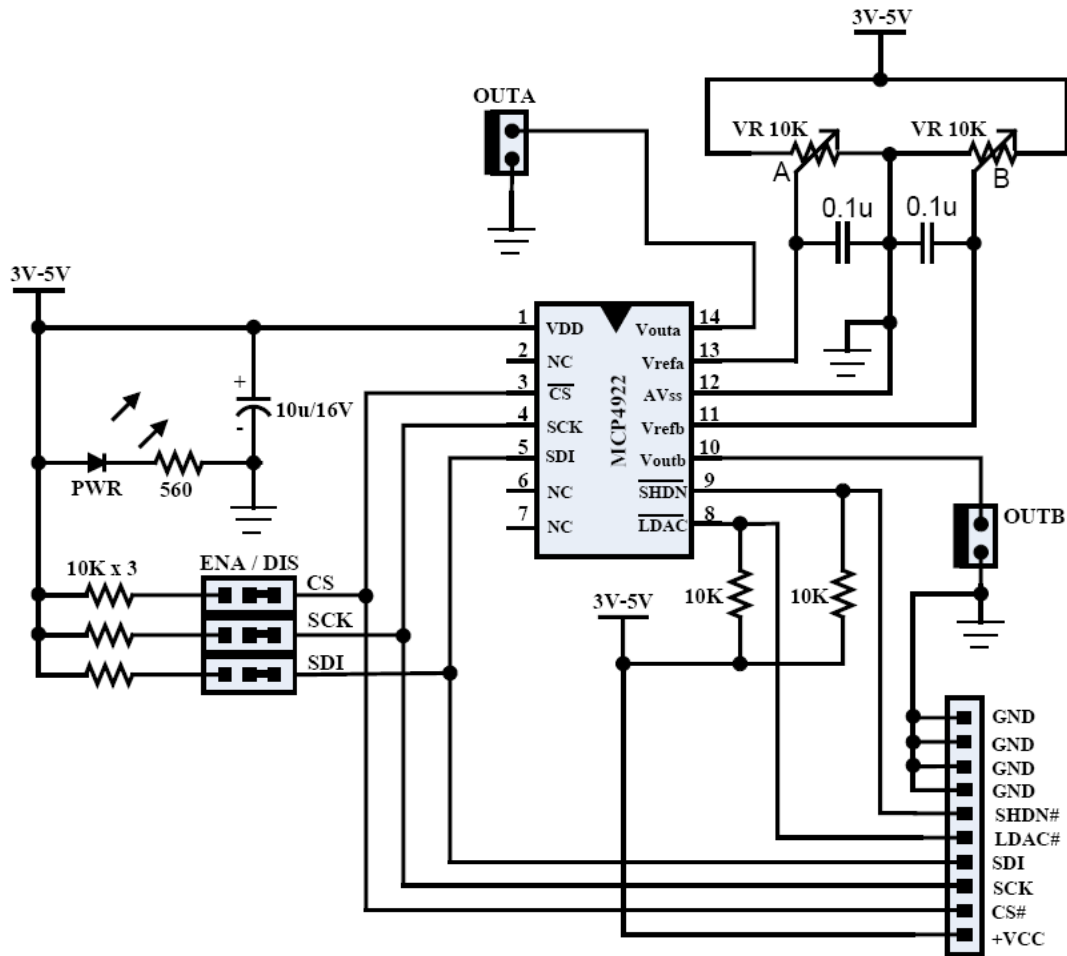 3V-5V
OUTA
VR 10K
VR 10K
A
B
0.1u
0.1u
3V-5V
1
VDD
Vouta
14
2
NC
Vrefa
13
3
CS
AVss
12
4
SCK
Vrefb
11
5
SDI
Voutb
10
6
NC
SHDN
9
7
NC
LDAC
8
MCP4922
+
10u/16V
-
PWR
560
OUTB
10K x 3
ENA / DIS
CS
SCK
SDI
3V-5V
10K
10K
GND
GND
GND
GND
SHDN#
LDAC#
SDI
SCK
CS#
+VCC